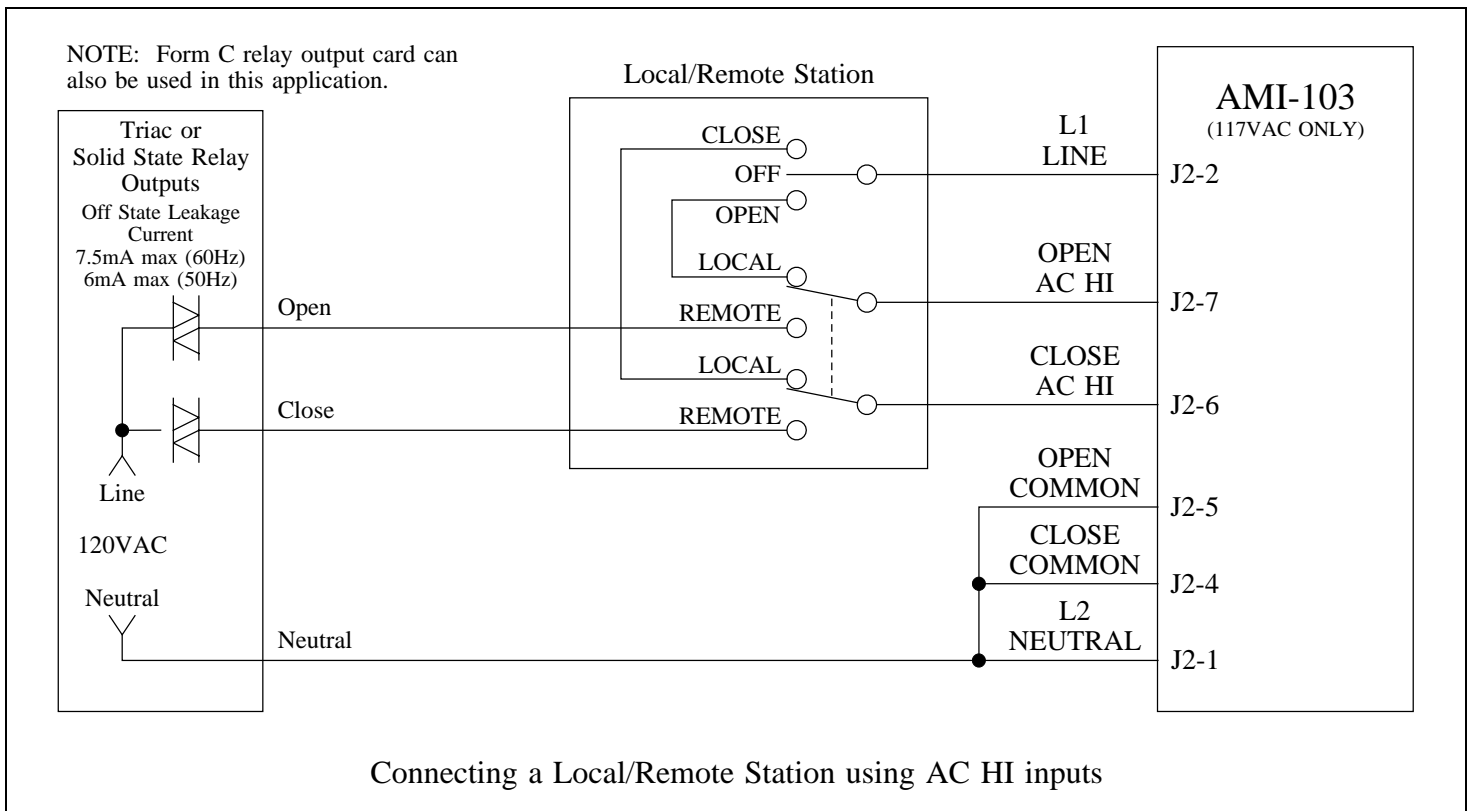 NOTE: Form C relay output card can
also be used in this application.
Triac or
Solid State Relay
Outputs
Off State Leakage
Current
7.5mA max (60Hz)
6mA max (50Hz)
Open
Close
Line
120VAC
Neutral
Neutral
Local/Remote Station
CLOSE
OFF
OPEN
LOCAL
REMOTE
LOCAL
REMOTE
L1
LINE
OPEN
AC HI
CLOSE
AC HI
OPEN
COMMON
CLOSE
COMMON
L2
NEUTRAL
AMI-103
(117VAC ONLY)
J2-2
J2-7
J2-6
J2-5
J2-4
J2-1
Connecting a Local/Remote Station using AC HI inputs